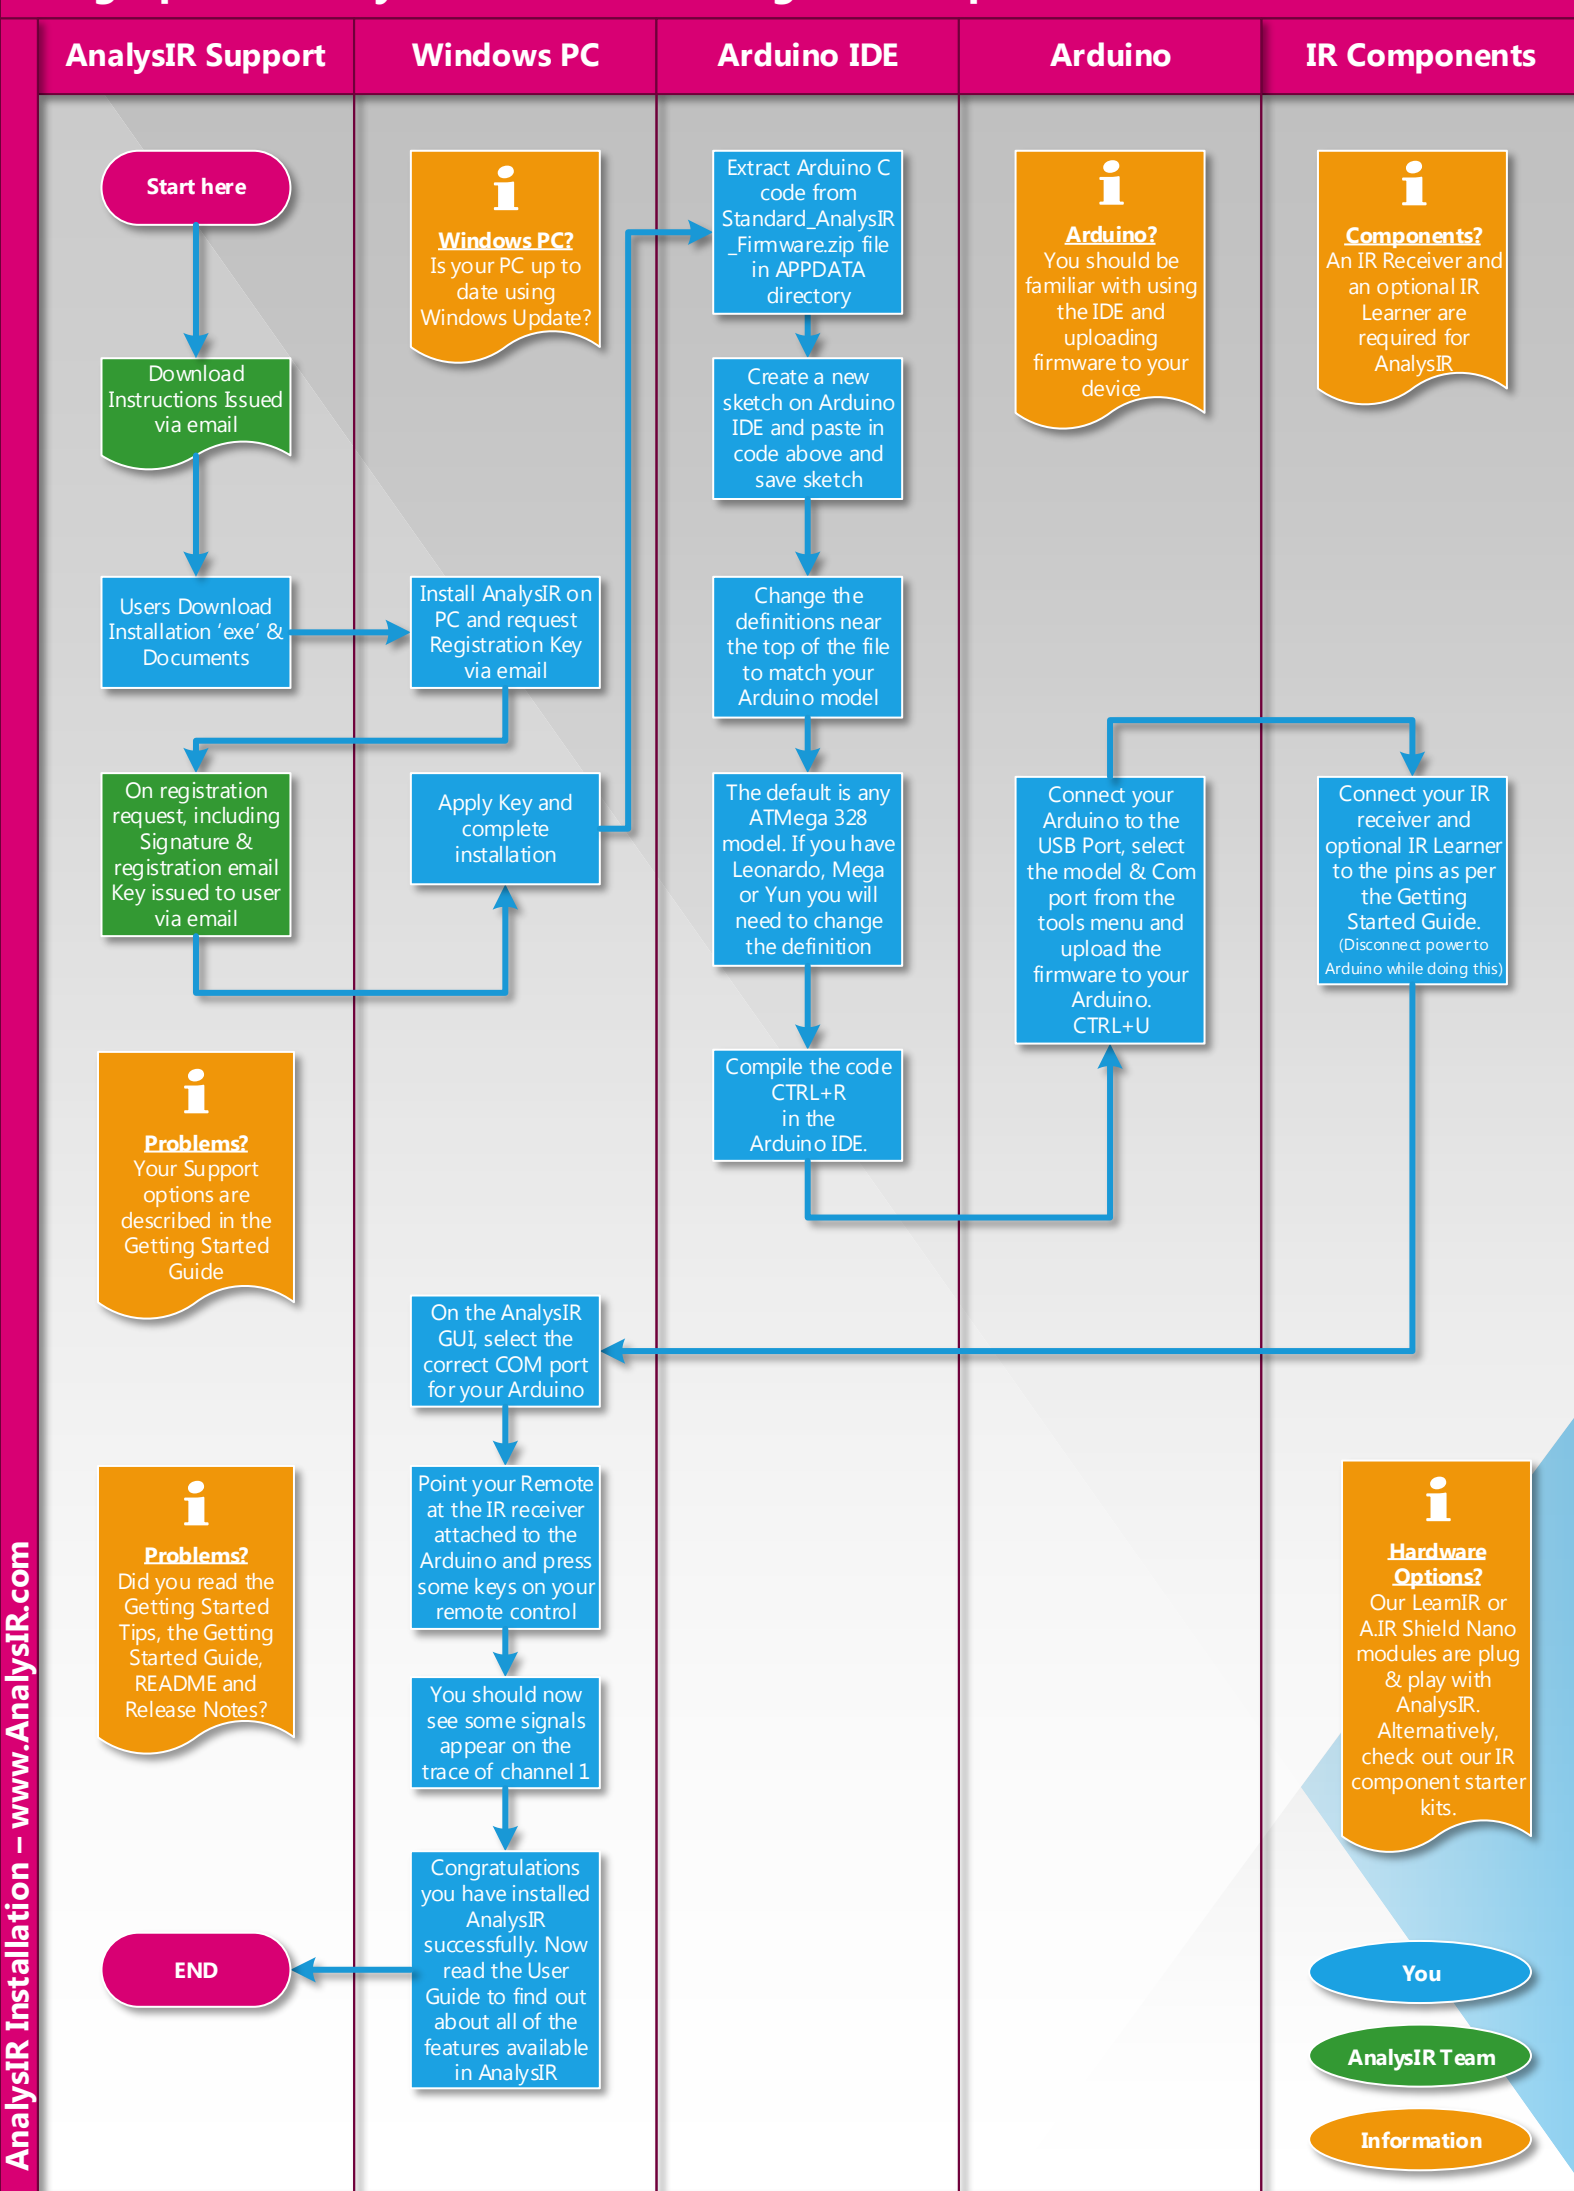 AnalysIR Support
Windows PC
Arduino IDE
Arduino
IR Components
Start here
Download
Instructions Issued
via email
Users Download
Installation ‘exe’ &
Documents
On registration
request, including
Signature &
registration email
Key issued to user
via email
Problems?
Your Support
options are
described in the
Getting Started
Guide
Problems?
Did you read the
Getting Started
Tips, the Getting
Started Guide,
README and
Release Notes?
END
Windows PC?
Is your PC up to
date using
Windows Update?
Install AnalysIR on
PC and request
Registration Key
via email
Apply Key and
complete
installation
On the AnalysIR
GUI, select the
correct COM port
for your Arduino
Point your Remote
at the IR receiver
attached to the
Arduino and press
some keys on your
remote control
You should now
see some signals
appear on the
trace of channel 1
Congratulations
you have installed
AnalysIR
successfully. Now
read the User
Guide to find out
about all of the
features available
in AnalysIR
Extract Arduino C
code from
Standard_AnalysIR
_Firmware.zip file
in APPDATA
directory
Create a new
sketch on Arduino
IDE and paste in
code above and
save sketch
Change the
definitions near
the top of the file
to match your
Arduino model
The default is any
ATMega 328
model. If you have
Leonardo, Mega
or Yun you will
need to change
the definition
Compile the code
CTRL+R
in the
Arduino IDE.
Arduino?
You should be
familiar with using
the IDE and
uploading
firmware to your
device
Connect your
Arduino to the
USB Port, select
the model & Com
port from the
tools menu and
upload the
firmware to your
Arduino.
CTRL+U
Components?
An IR Receiver and
an optional IR
Learner are
required for
AnalysIR
Connect your IR
receiver and
optional IR Learner
to the pins as per
the Getting
Started Guide.
(Disconnect power to
Arduino while doing this)
Hardware
Options?
Our LearnIR or
A.IR Shield Nano
modules are plug
& play with
AnalysIR.
Alternatively,
check out our IR
component starter
kits.
You
AnalysIR Team
Information
AnalysIR Installation – www.AnalysIR.com